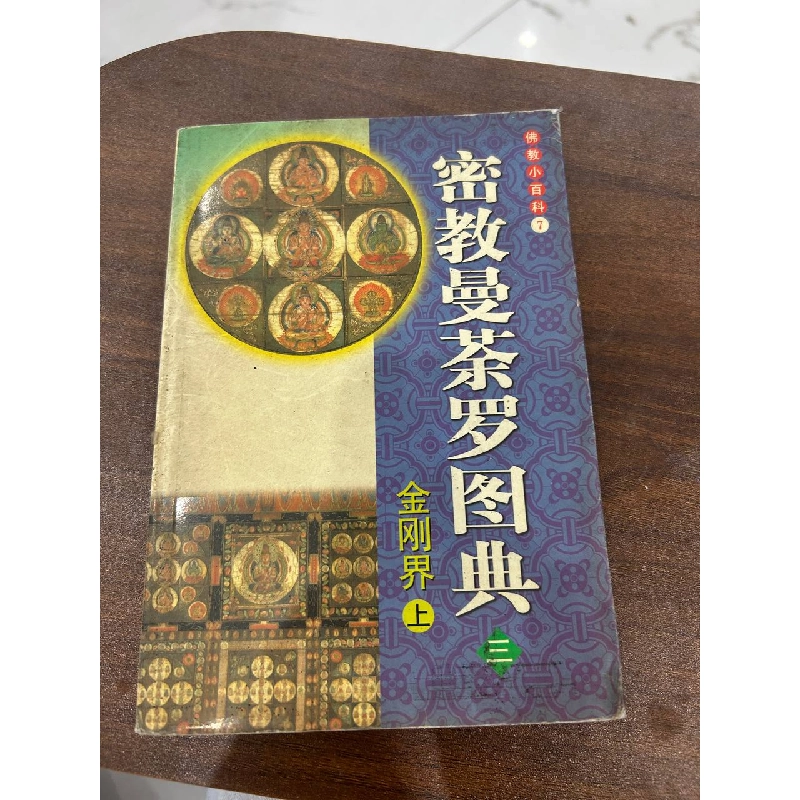 佛教小百科7
密教曼荼罗图典
三
金刚界上